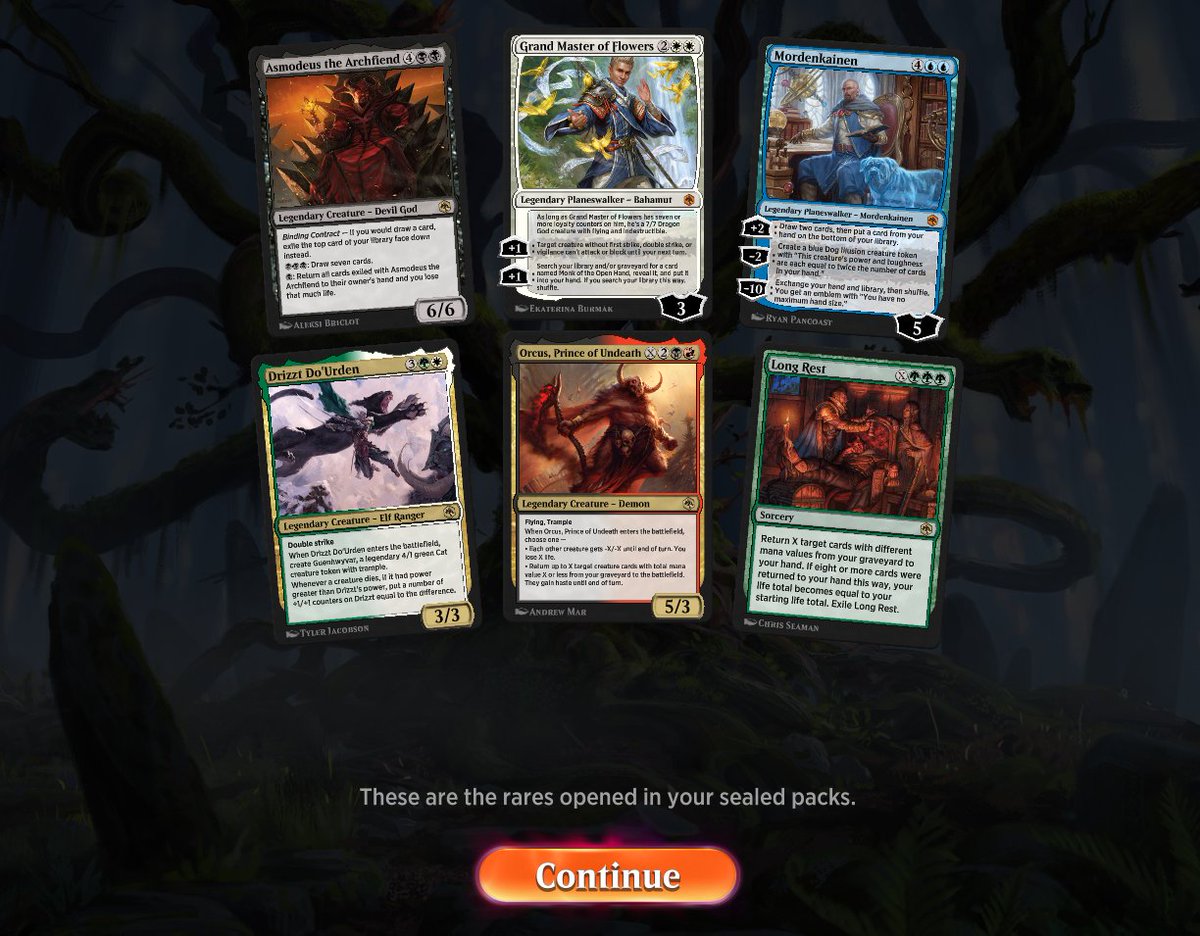 Asmodeus the Archfiend 4
Legendary Creature – Devil God
Binding Contract — If you would draw a card,
exile the top card of your library face down
instead.
: Draw seven cards.
: Return all cards exiled with Asmodeus the
Archfiend to their owner's hand and you lose
that much life.
6/6
ALEKSI BRICLOT
Grand Master of Flowers 2
Legendary Planeswalker – Bahamut
As long as Grand Master of Flowers has seven or
more loyalty counters on him, he's a 7/7 Dragon
God creature with flying and indestructible.
+1 Target creature without first strike, double strike, or
vigilance can't attack or block until your next turn.
+1 Search your library and/or graveyard for a card
named Monk of the Open Hand, reveal it, and put it
into your hand. If you search your library this way,
shuffle.
3
EKATERINA BURMAK
Mordenkainen 4
Legendary Planeswalker – Mordenkainen
+2 Draw two cards, then put a card from your
hand on the bottom of your library.
-2 Create a blue Dog Illusion creature token
with "This creature's power and toughness
are each equal to twice the number of cards
in your hand."
-10 Exchange your hand and library, then shuffle.
You get an emblem with "You have no
maximum hand size."
5
RYAN PANCOAST
Drizzt Do'Urden 3
Legendary Creature – Elf Ranger
Double strike
When Drizzt Do'Urden enters the battlefield,
create Guenhwyvar, a legendary 4/1 green Cat
creature token with trample.
Whenever a creature dies, if it had power
greater than Drizzt's power, put a number of
+1/+1 counters on Drizzt equal to the difference.
3/3
TYLER JACOBSON
Orcus, Prince of Undeath X 2
Legendary Creature – Demon
Flying, Trample
When Orcus, Prince of Undeath enters the battlefield,
choose one —
• Each other creature gets -X/-X until end of turn. You
lose X life.
• Return up to X target creature cards with total mana
value X or less from your graveyard to the battlefield.
They gain haste until end of turn.
5/3
ANDREW MAR
Long Rest X
Sorcery
Return X target cards with different
mana values from your graveyard to
your hand. If eight or more cards were
returned to your hand this way, your
life total becomes equal to your
starting life total. Exile Long Rest.
CHRIS SEAMAN
These are the rares opened in your sealed packs.
Continue